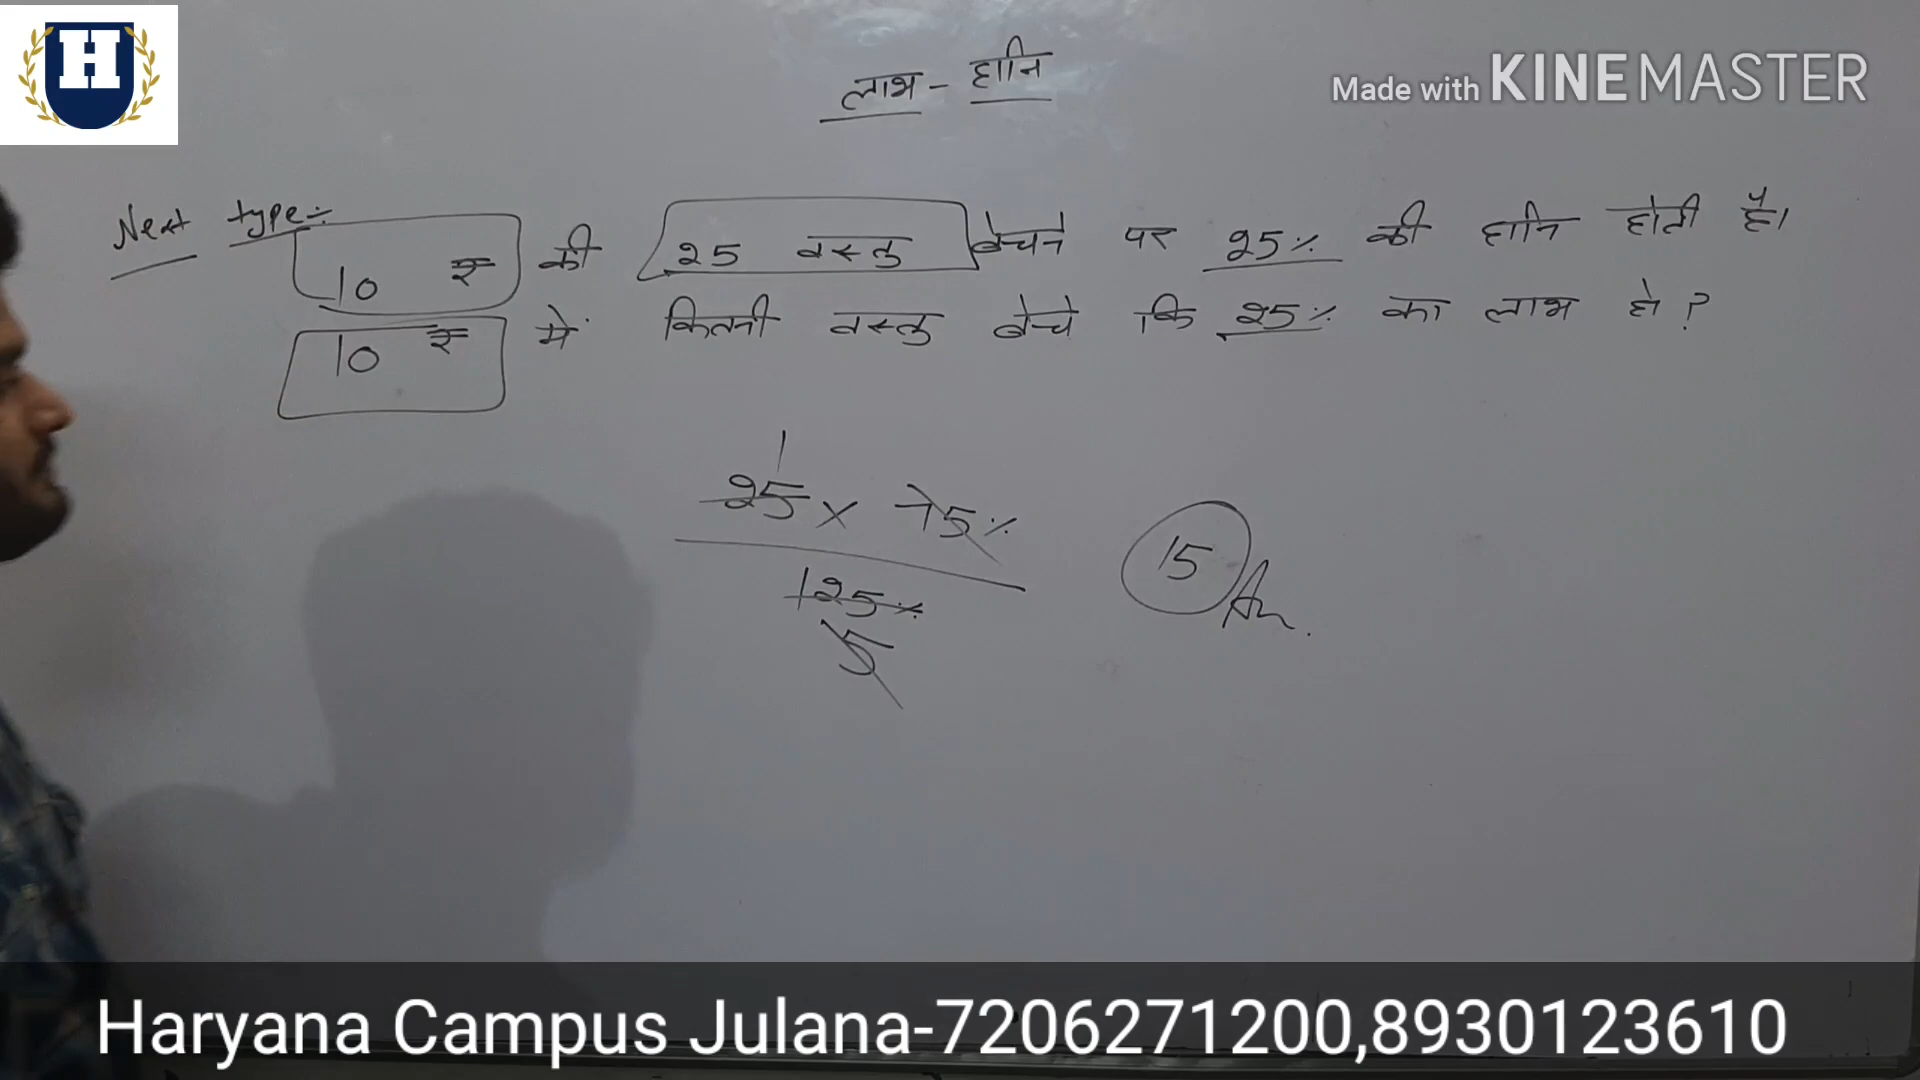 H
Made with KINEMASTER
लाभ - हानि
Next type:-
10 ₹ की 25 वस्तु बेचने पर 25% की हानि होती है।
10 ₹ में कितनी वस्तु बेचे कि 25% का लाभ हो ?
1
25 x 75%
125%
5
15 An.
Haryana Campus Julana-7206271200,8930123610